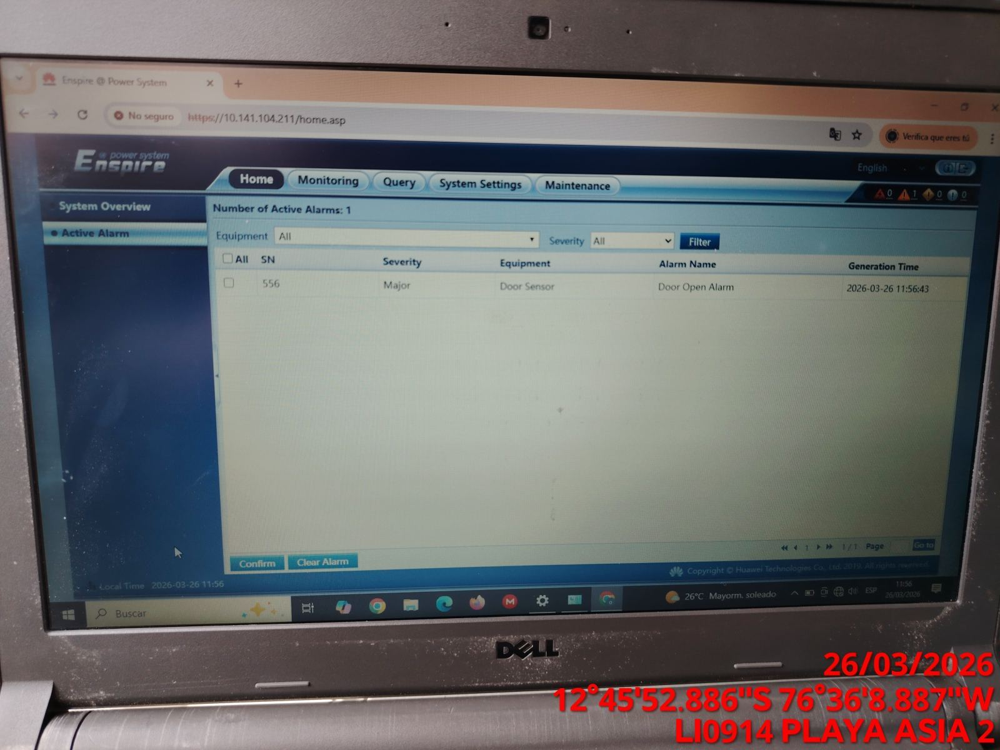 Enspire @ Power System
No seguro https://10.141.104.211/home.asp Verifica que eres tú
power system
Enspire
English
Home Monitoring Query System Settings Maintenance
0 1 0 0
System Overview
Active Alarm
Number of Active Alarms: 1
Equipment All Severity All Filter
All SN Severity Equipment Alarm Name Generation Time
556 Major Door Sensor Door Open Alarm 2026-03-26 11:56:43
1 1/1 Page Go to
Confirm Clear Alarm
Copyright © Huawei Technologies Co., Ltd. 2019. All rights reserved.
Local Time 2026-03-26 11:56
Buscar
26°C Mayorm. soleado
ESP
11:56
26/03/2026
DELL
26/03/2026
12°45'52.886"S 76°36'8.887"W
LI0914 PLAYA ASIA 2